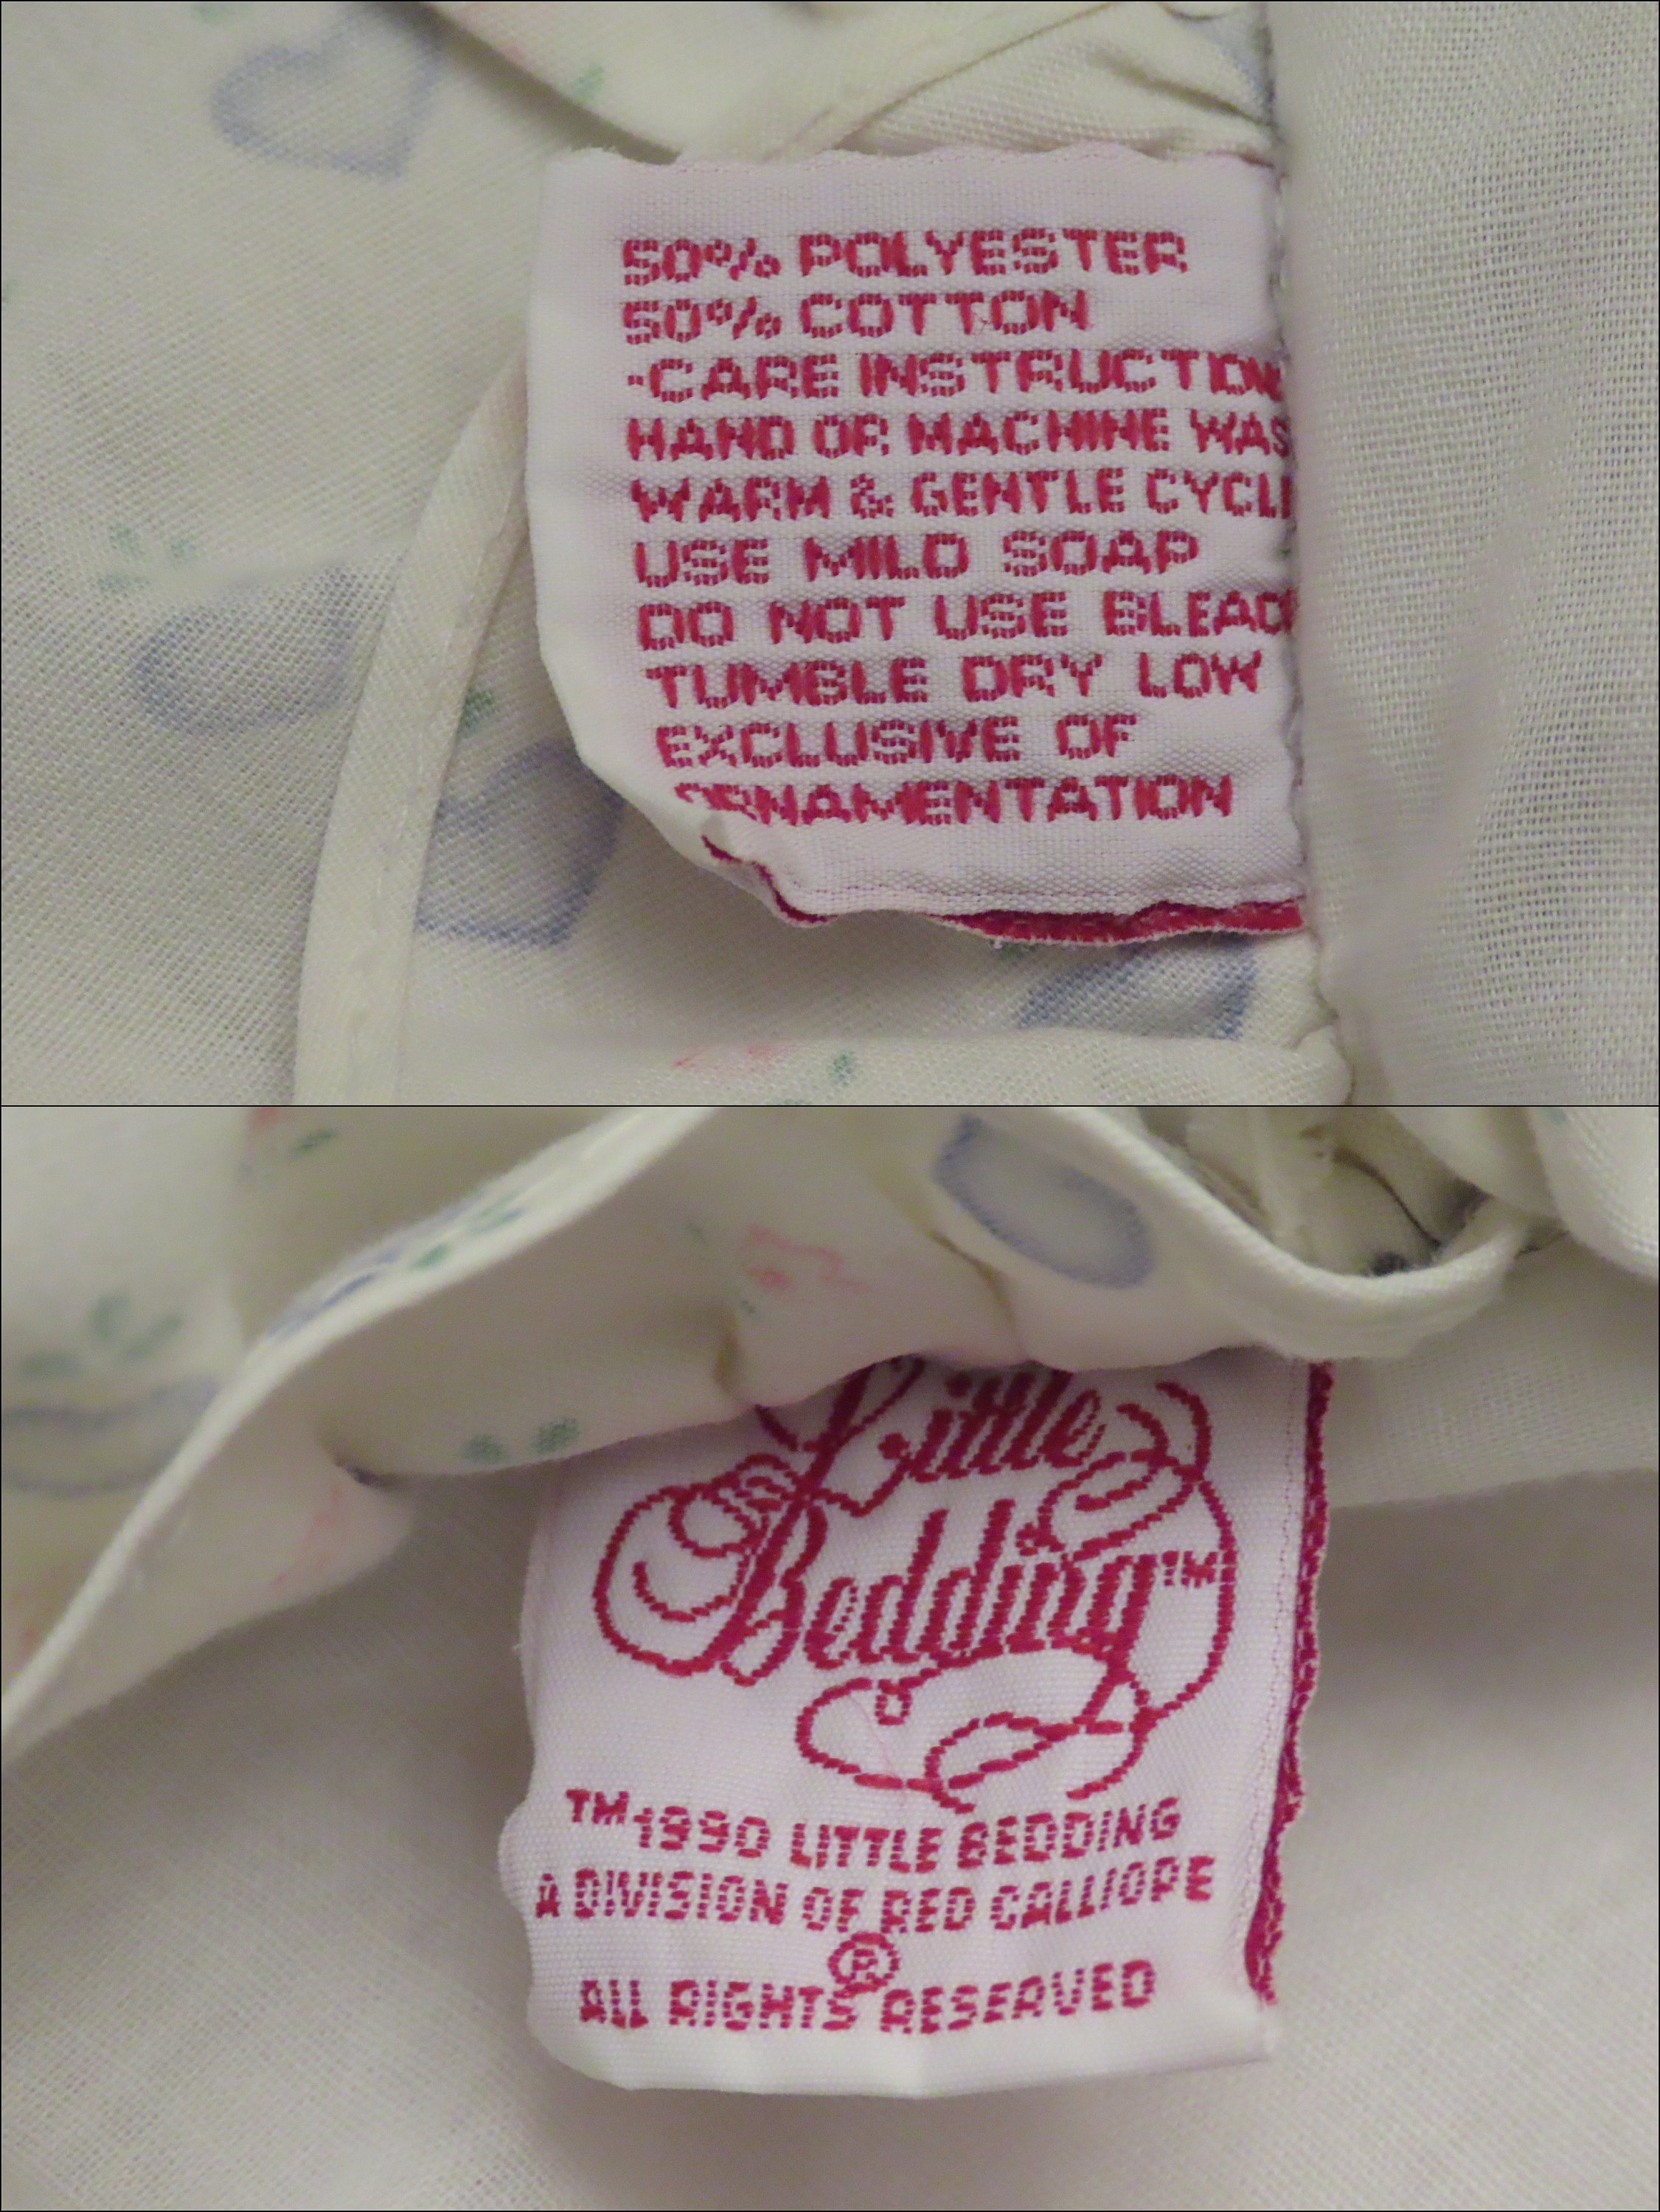 50% POLYESTER
50% COTTON
·CARE INSTRUCTION
HAND OR MACHINE WAS
WARM & GENTLE CYCL
USE MILD SOAP
DO NOT USE BLEAC
TUMBLE DRY LOW
EXCLUSIVE OF
ORNAMENTATION
Little
Bedding™
™1990 LITTLE BEDDING
A DIVISION OF RED CALLIOPE
®
ALL RIGHTS RESERVED